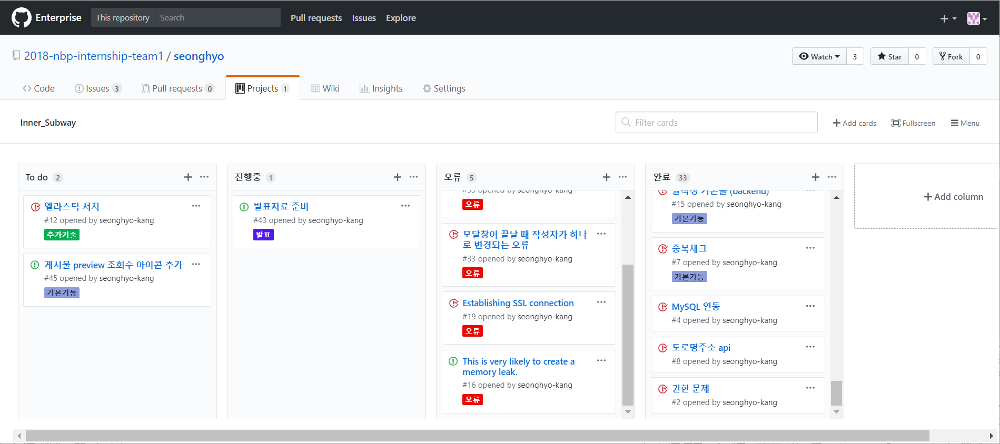 Enterprise
This repository
Search
Pull requests
Issues
Explore
2018-nbp-internship-team1 / seonghyo
Watch 3
Star 0
Fork 0
Code
Issues 3
Pull requests 0
Projects 1
Wiki
Insights
Settings
Inner_Subway
Filter cards
Add cards
Fullscreen
Menu
To do 2
엘라스틱 서치
#12 opened by seonghyo-kang
추가기술
게시물 preview 조회수 아이콘 추가
#45 opened by seonghyo-kang
기본기능
진행중 1
발표자료 준비
#43 opened by seonghyo-kang
발표
오류 5
opened by seonghyo-kang
오류
모달창이 끝날 때 작성자가 하나
로 변경되는 오류
#33 opened by seonghyo-kang
오류
Establishing SSL connection
#19 opened by seonghyo-kang
오류
This is very likely to create a
memory leak.
#16 opened by seonghyo-kang
오류
완료 33
(backend)
#15 opened by seonghyo-kang
기본기능
중복체크
#7 opened by seonghyo-kang
기본기능
MySQL 연동
#4 opened by seonghyo-kang
도로명주소 api
#8 opened by seonghyo-kang
권한 문제
#2 opened by seonghyo-kang
Add column